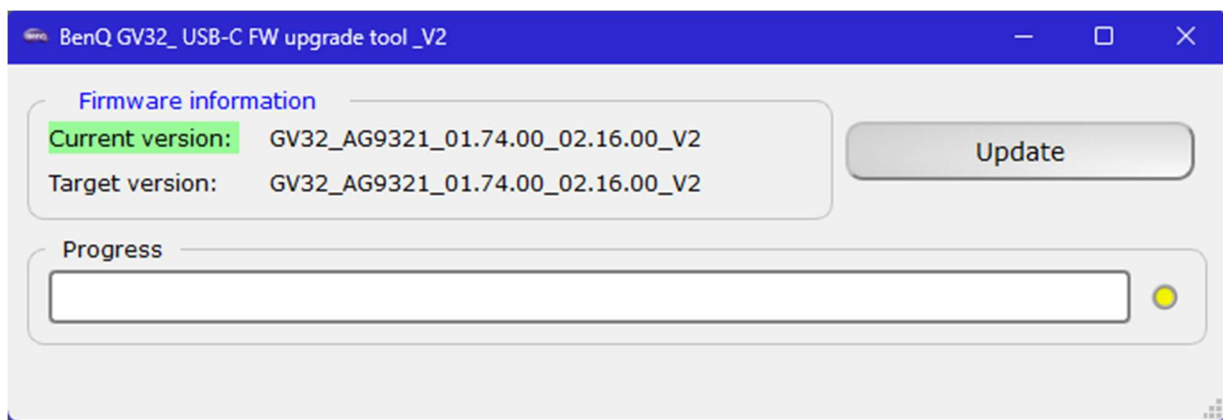 BenQ GV32_ USB-C FW upgrade tool _V2
Firmware information
Current version: GV32_AG9321_01.74.00_02.16.00_V2
Target version: GV32_AG9321_01.74.00_02.16.00_V2
Update
Progress